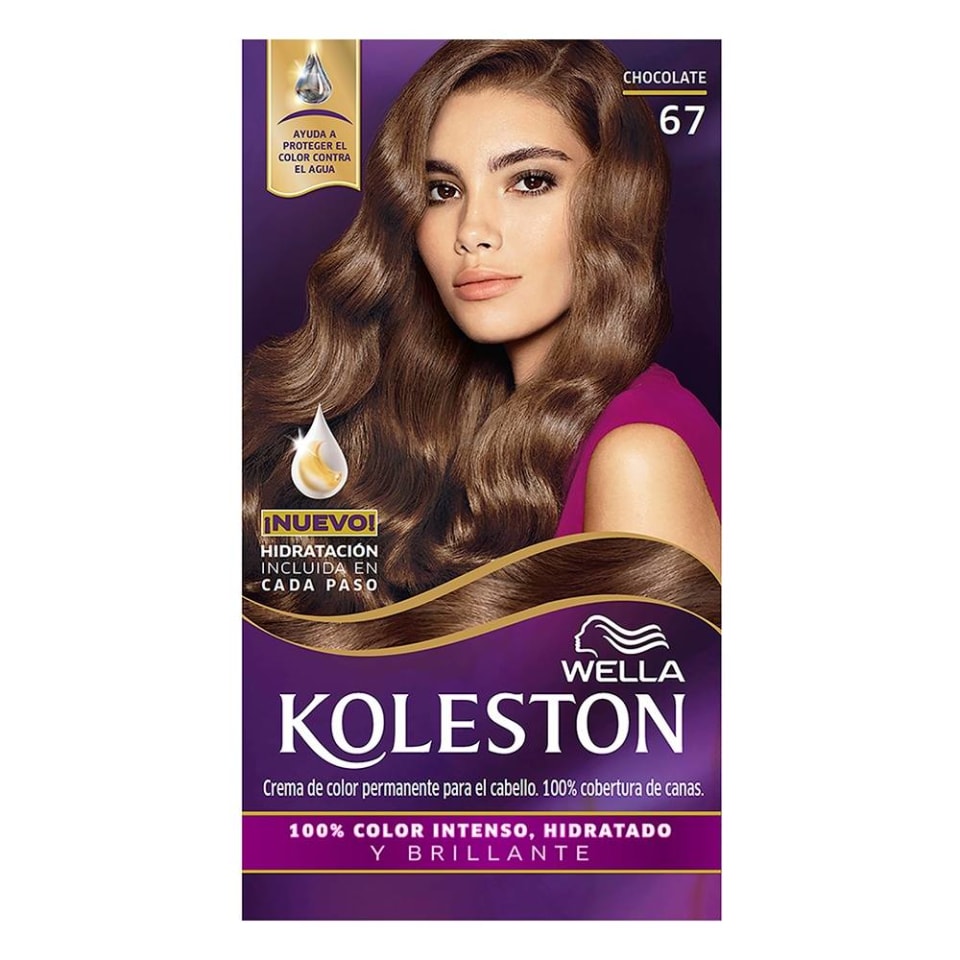 AYUDA A
PROTEGER EL
COLOR CONTRA
EL AGUA
CHOCOLATE
67
¡NUEVO!
HIDRATACIÓN
INCLUIDA EN
CADA PASO
WELLA
KOLESTON
Crema de color permanente para el cabello. 100% cobertura de canas.
100% COLOR INTENSO, HIDRATADO
Y BRILLANTE